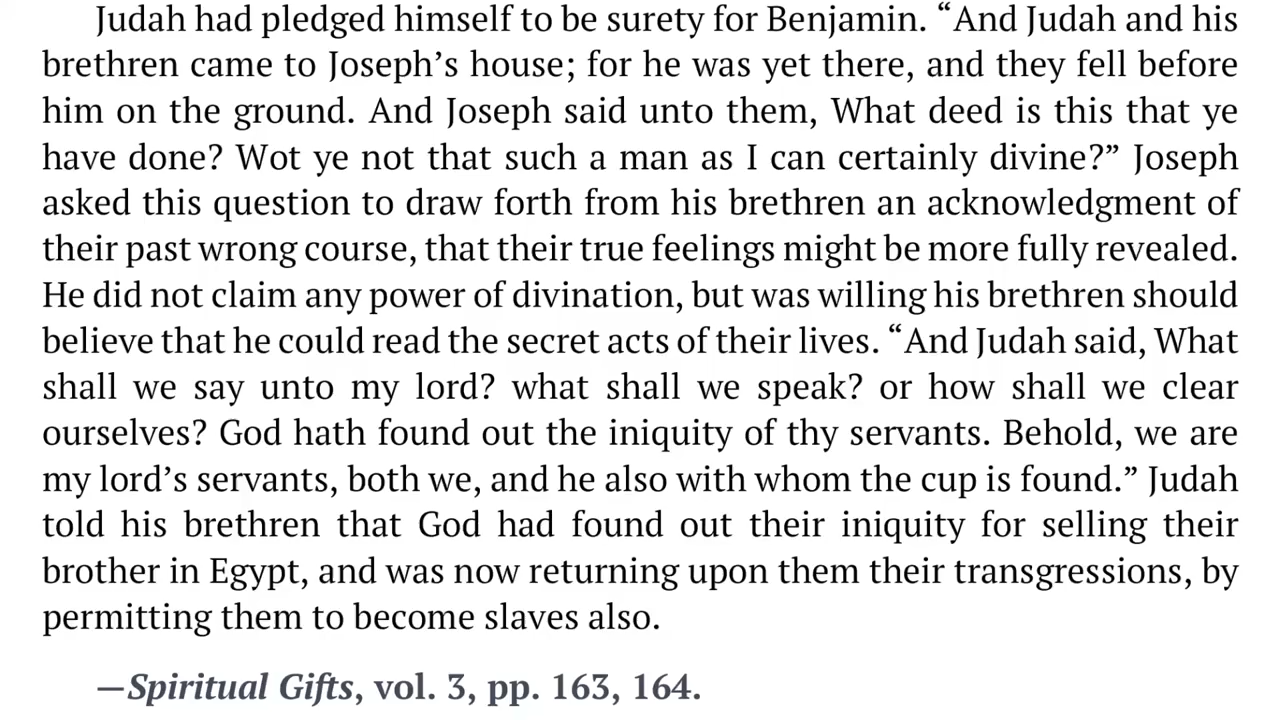 Judah had pledged himself to be surety for Benjamin. “And Judah and his
brethren came to Joseph’s house; for he was yet there, and they fell before
him on the ground. And Joseph said unto them, What deed is this that ye
have done? Wot ye not that such a man as I can certainly divine?” Joseph
asked this question to draw forth from his brethren an acknowledgment of
their past wrong course, that their true feelings might be more fully revealed.
He did not claim any power of divination, but was willing his brethren should
believe that he could read the secret acts of their lives. “And Judah said, What
shall we say unto my lord? what shall we speak? or how shall we clear
ourselves? God hath found out the iniquity of thy servants. Behold, we are
my lord’s servants, both we, and he also with whom the cup is found.” Judah
told his brethren that God had found out their iniquity for selling their
brother in Egypt, and was now returning upon them their transgressions, by
permitting them to become slaves also.
—Spiritual Gifts, vol. 3, pp. 163, 164.